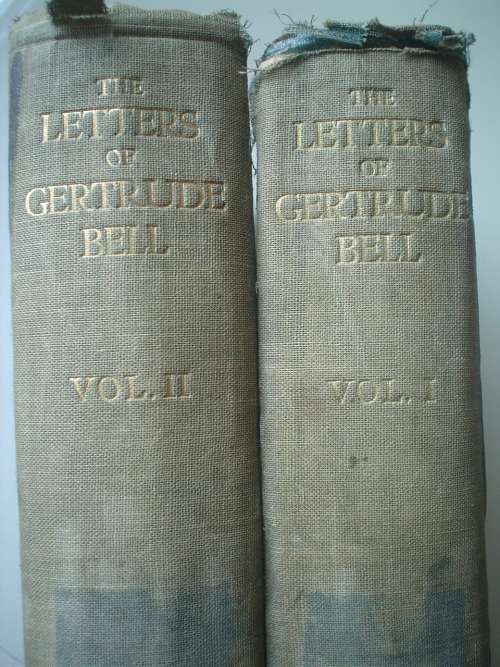 THE
LETTERS
OF
GERTRUDE
BELL
VOL. II
THE
LETTERS
OF
GERTRUDE
BELL
VOL. I